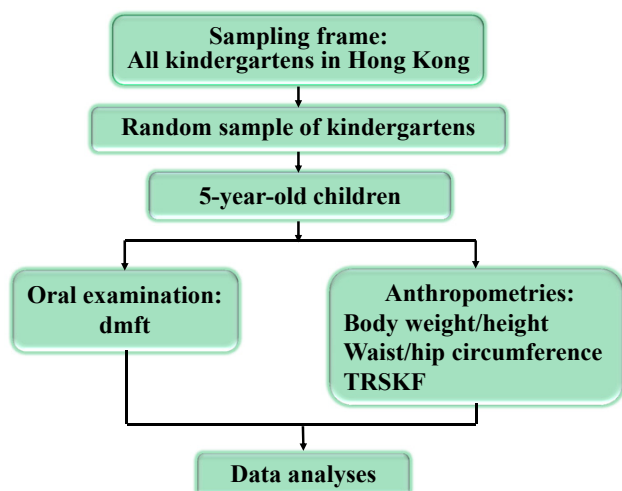 Sampling frame:
All kindergartens in Hong Kong
Random sample of kindergartens
5-year-old children
Oral examination:
dmft
Anthropometries:
Body weight/height
Waist/hip circumference
TRSKF
Data analyses